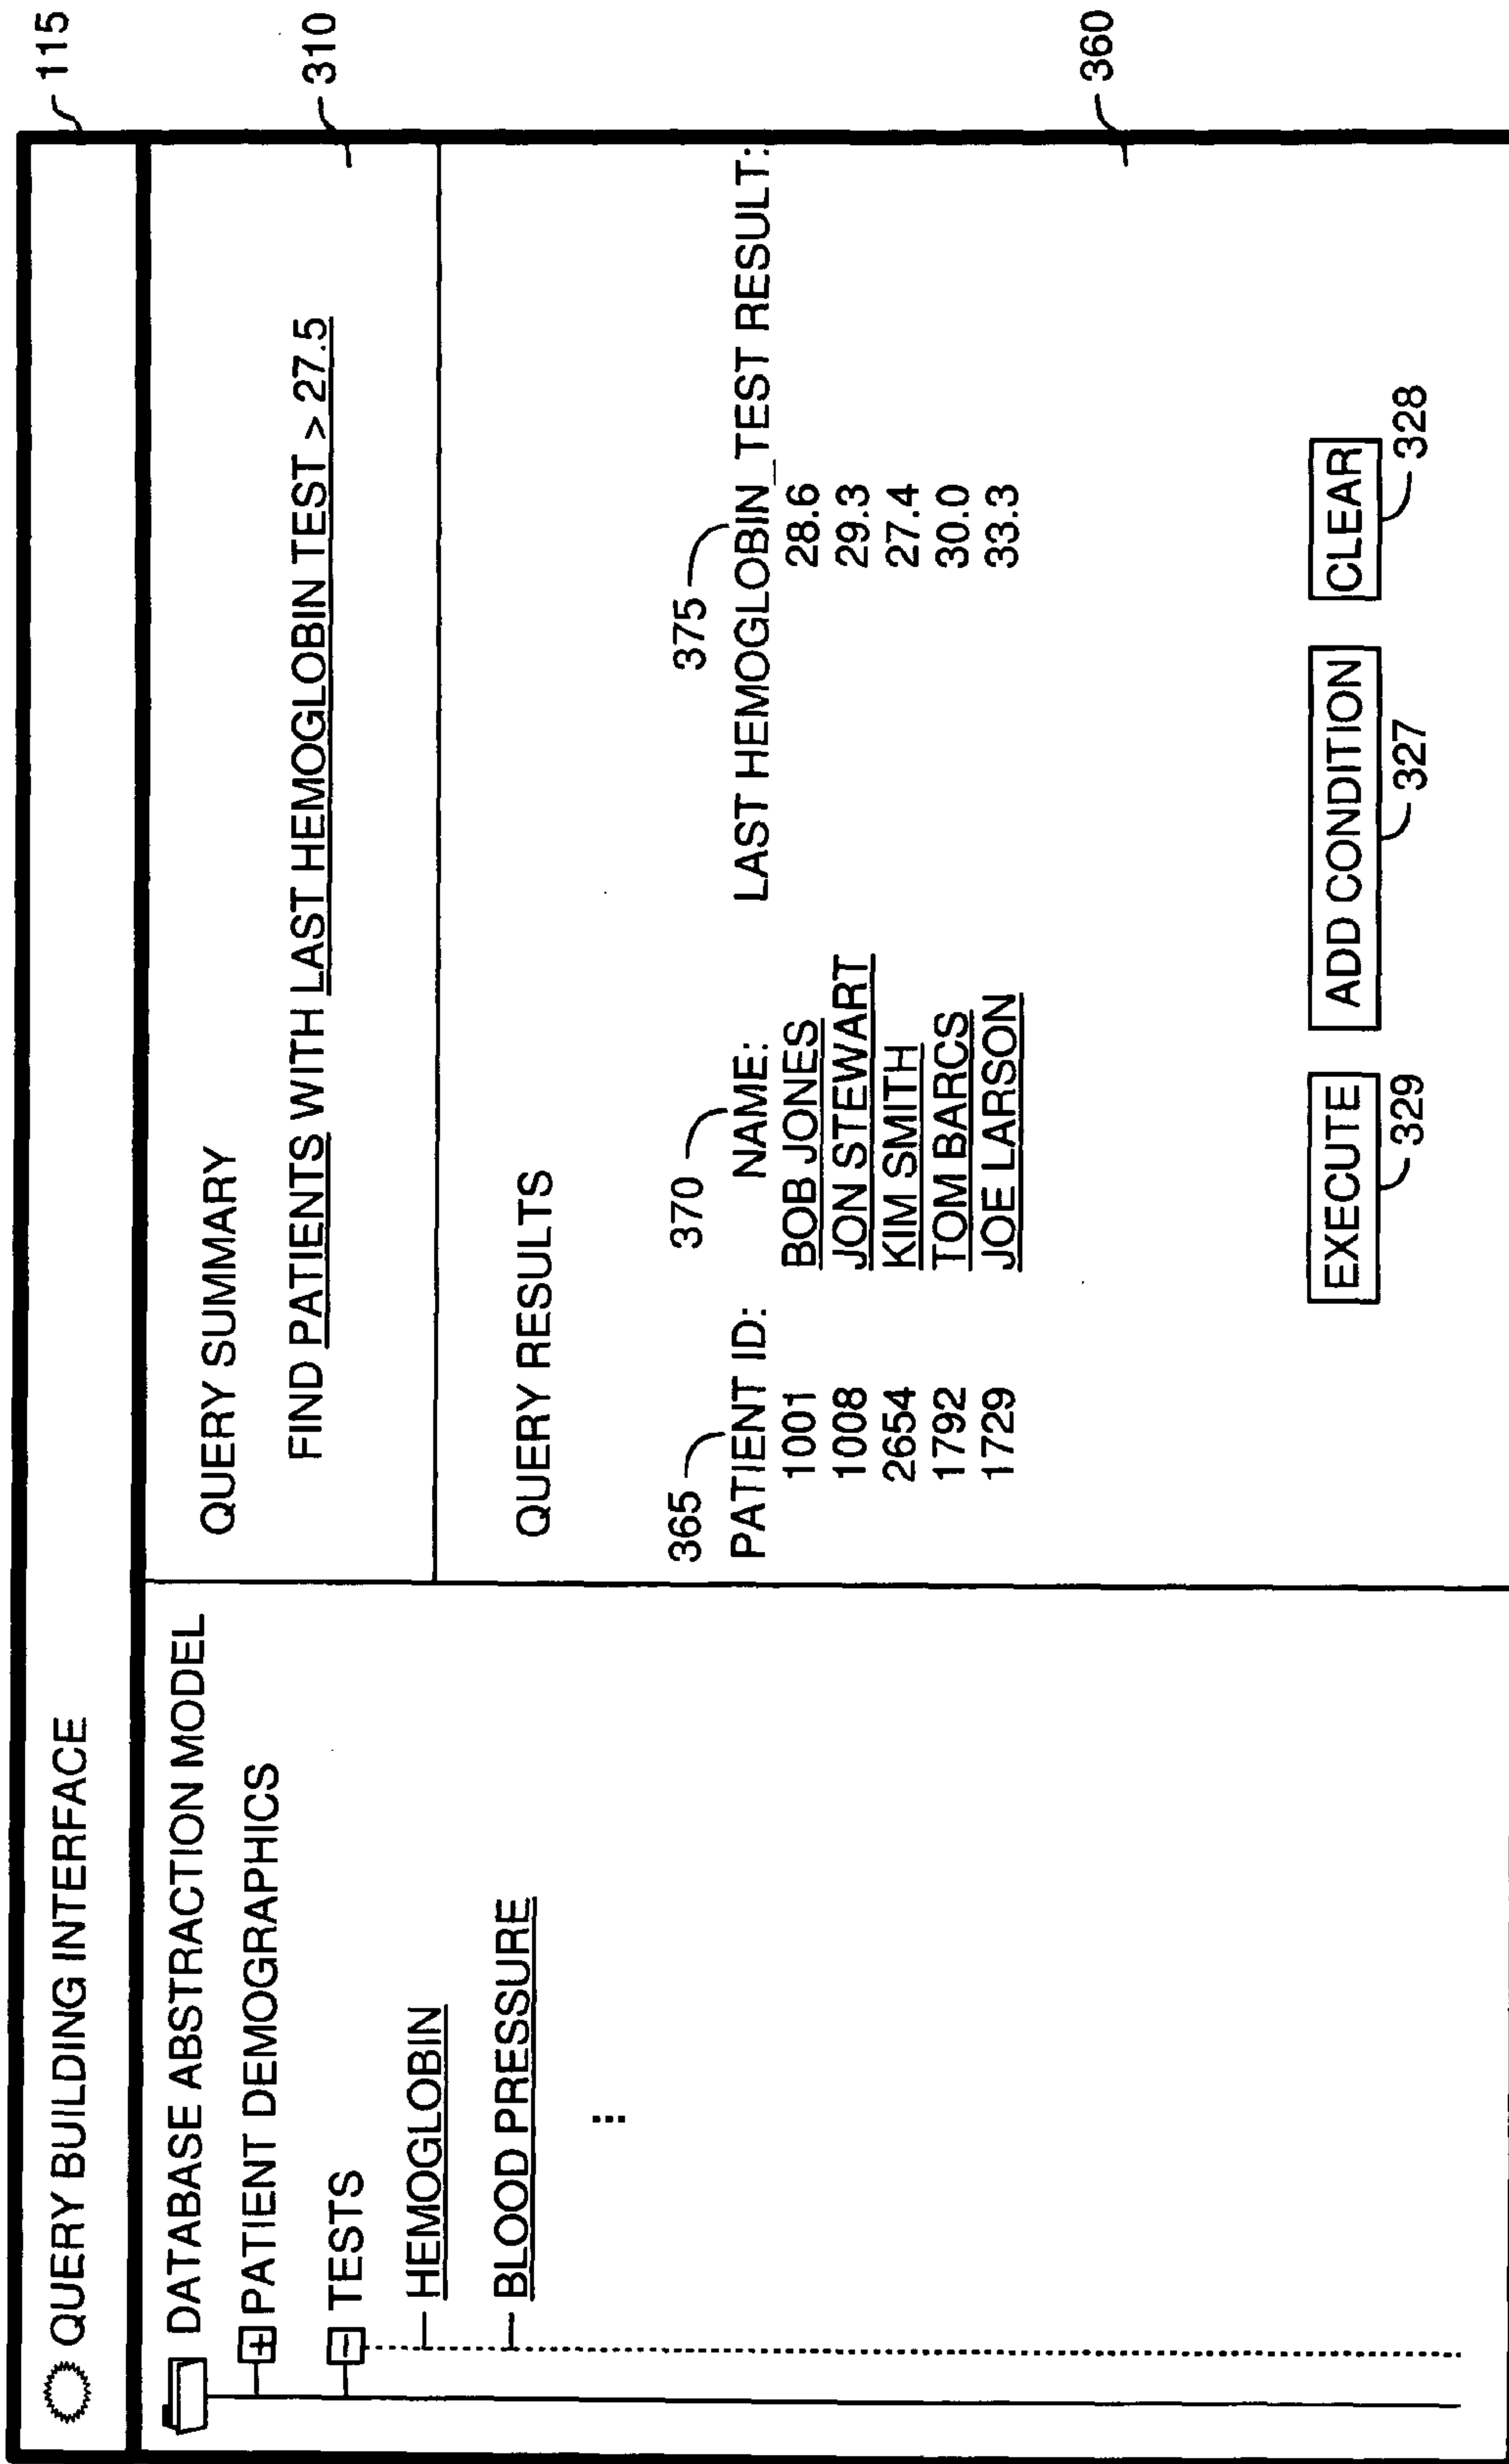 QUERY BUILDING INTERFACE
115
DATABASE ABSTRACTION MODEL
PATIENT DEMOGRAPHICS
TESTS
HEMOGLOBIN
BLOOD PRESSURE
...
QUERY SUMMARY
310
FIND PATIENTS WITH LAST HEMOGLOBIN TEST > 27.5
QUERY RESULTS
365 370 375
PATIENT ID: NAME: LAST HEMOGLOBIN_TEST RESULT:
1001 BOB JONES 28.6
1008 JON STEWART 29.3
2654 KIM SMITH 27.4
1792 TOM BARCS 30.0
1729 JOE LARSON 33.3
360
EXECUTE ADD CONDITION CLEAR
329 327 328